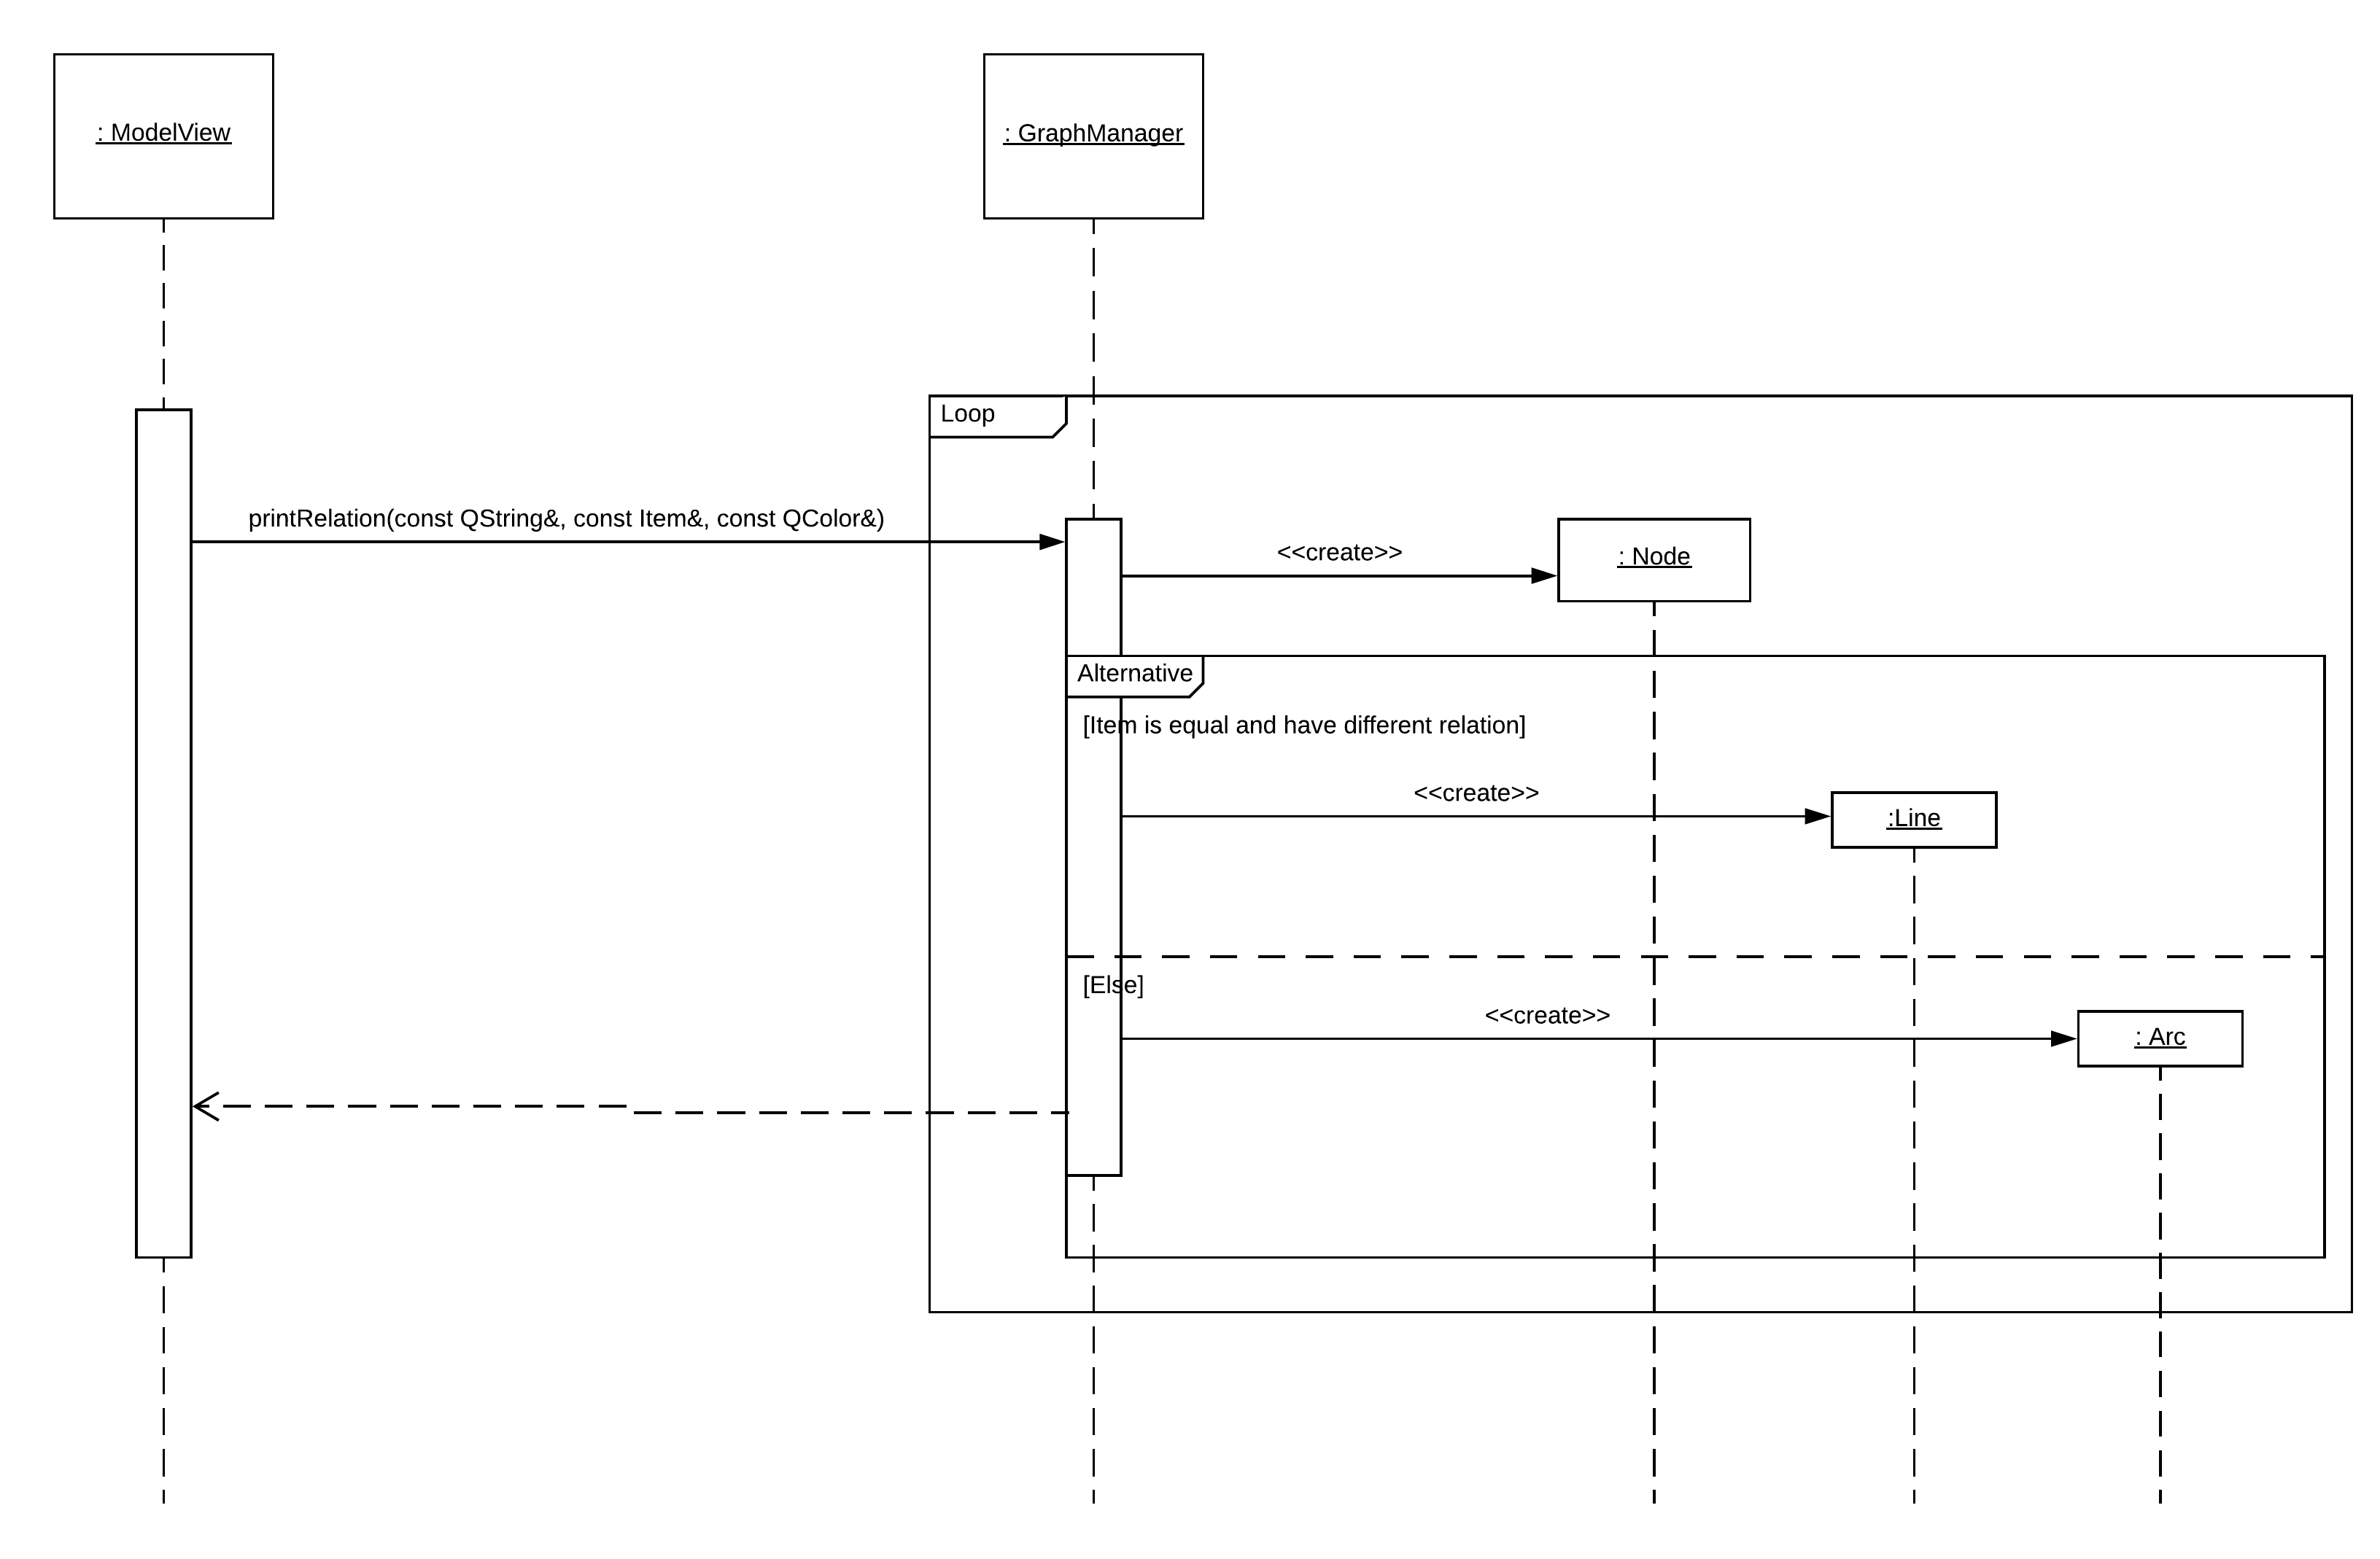 : ModelView
: GraphManager
Loop
printRelation(const QString&, const Item&, const QColor&)
<<create>>
: Node
Alternative
[Item is equal and have different relation]
<<create>>
:Line
[Else]
<<create>>
: Arc